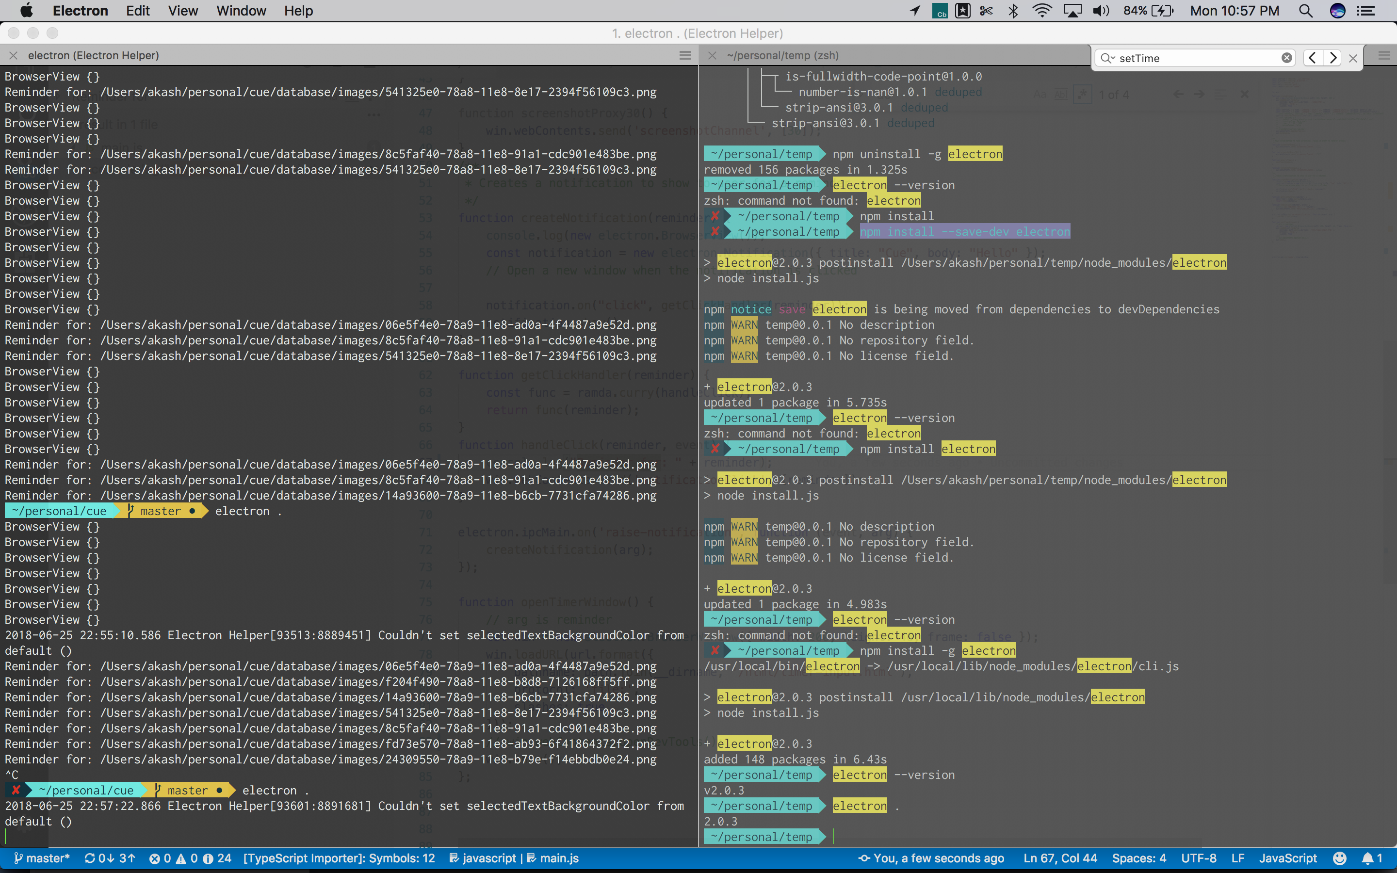 Electron Edit View Window Help 84% Mon 10:57 PM
1. electron . (Electron Helper)
electron (Electron Helper)
BrowserView {}
Reminder for: /Users/akash/personal/cue/database/images/541325e0-78a8-11e8-8e17-2394f56109c3.png
BrowserView {}
BrowserView {}
BrowserView {}
Reminder for: /Users/akash/personal/cue/database/images/8c5faf40-78a8-11e8-91a1-cdc901e483be.png
Reminder for: /Users/akash/personal/cue/database/images/541325e0-78a8-11e8-8e17-2394f56109c3.png
BrowserView {}
BrowserView {}
BrowserView {}
BrowserView {}
BrowserView {}
BrowserView {}
BrowserView {}
BrowserView {}
BrowserView {}
Reminder for: /Users/akash/personal/cue/database/images/06e5f4e0-78a9-11e8-ad0a-4f4487a9e52d.png
Reminder for: /Users/akash/personal/cue/database/images/8c5faf40-78a8-11e8-91a1-cdc901e483be.png
Reminder for: /Users/akash/personal/cue/database/images/541325e0-78a8-11e8-8e17-2394f56109c3.png
BrowserView {}
BrowserView {}
BrowserView {}
BrowserView {}
BrowserView {}
BrowserView {}
Reminder for: /Users/akash/personal/cue/database/images/06e5f4e0-78a9-11e8-ad0a-4f4487a9e52d.png
Reminder for: /Users/akash/personal/cue/database/images/8c5faf40-78a8-11e8-91a1-cdc901e483be.png
Reminder for: /Users/akash/personal/cue/database/images/14a93600-78a9-11e8-b6cb-7731cfa74286.png
~/personal/cue master ● electron .
BrowserView {}
BrowserView {}
BrowserView {}
BrowserView {}
BrowserView {}
BrowserView {}
BrowserView {}
2018-06-25 22:55:10.586 Electron Helper[93513:8889451] Couldn't set selectedTextBackgroundColor from
default ()
Reminder for: /Users/akash/personal/cue/database/images/06e5f4e0-78a9-11e8-ad0a-4f4487a9e52d.png
Reminder for: /Users/akash/personal/cue/database/images/f204f490-78a8-11e8-b8d8-7126168ff5ff.png
Reminder for: /Users/akash/personal/cue/database/images/14a93600-78a9-11e8-b6cb-7731cfa74286.png
Reminder for: /Users/akash/personal/cue/database/images/541325e0-78a8-11e8-8e17-2394f56109c3.png
Reminder for: /Users/akash/personal/cue/database/images/8c5faf40-78a8-11e8-91a1-cdc901e483be.png
Reminder for: /Users/akash/personal/cue/database/images/fd73e570-78a8-11e8-ab93-6f41864372f2.png
Reminder for: /Users/akash/personal/cue/database/images/24309550-78a9-11e8-b79e-f14ebbdb0e24.png
^C
✘ ~/personal/cue master ● electron .
2018-06-25 22:57:22.866 Electron Helper[93601:8891681] Couldn't set selectedTextBackgroundColor from
default ()
~/personal/temp (zsh)
setTime
is-fullwidth-code-point@1.0.0
number-is-nan@1.0.1 deduped
strip-ansi@3.0.1 deduped
strip-ansi@3.0.1 deduped
1 of 4
~/personal/temp npm uninstall -g electron
removed 156 packages in 1.325s
~/personal/temp electron --version
zsh: command not found: electron
✘ ~/personal/temp npm install
✘ ~/personal/temp npm install --save-dev electron
> electron@2.0.3 postinstall /Users/akash/personal/temp/node_modules/electron
> node install.js
npm notice save electron is being moved from dependencies to devDependencies
npm WARN temp@0.0.1 No description
npm WARN temp@0.0.1 No repository field.
npm WARN temp@0.0.1 No license field.
+ electron@2.0.3
updated 1 package in 5.735s
~/personal/temp electron --version
zsh: command not found: electron
✘ ~/personal/temp npm install electron
> electron@2.0.3 postinstall /Users/akash/personal/temp/node_modules/electron
> node install.js
npm WARN temp@0.0.1 No description
npm WARN temp@0.0.1 No repository field.
npm WARN temp@0.0.1 No license field.
+ electron@2.0.3
updated 1 package in 4.983s
~/personal/temp electron --version
zsh: command not found: electron
✘ ~/personal/temp npm install -g electron
/usr/local/bin/electron -> /usr/local/lib/node_modules/electron/cli.js
> electron@2.0.3 postinstall /usr/local/lib/node_modules/electron
> node install.js
+ electron@2.0.3
added 148 packages in 6.43s
~/personal/temp electron --version
v2.0.3
~/personal/temp electron .
2.0.3
~/personal/temp
master* 0↓ 3↑ 0 0 24 [TypeScript Importer]: Symbols: 12 javascript | main.js You, a few seconds ago Ln 67, Col 44 Spaces: 4 UTF-8 LF JavaScript 1